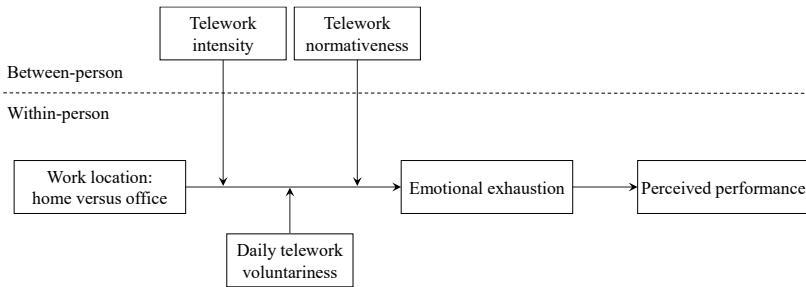 Telework
intensity
Telework
normativeness
Between-person
Within-person
Work location:
home versus office
Emotional exhaustion
Perceived performance
Daily telework
voluntariness